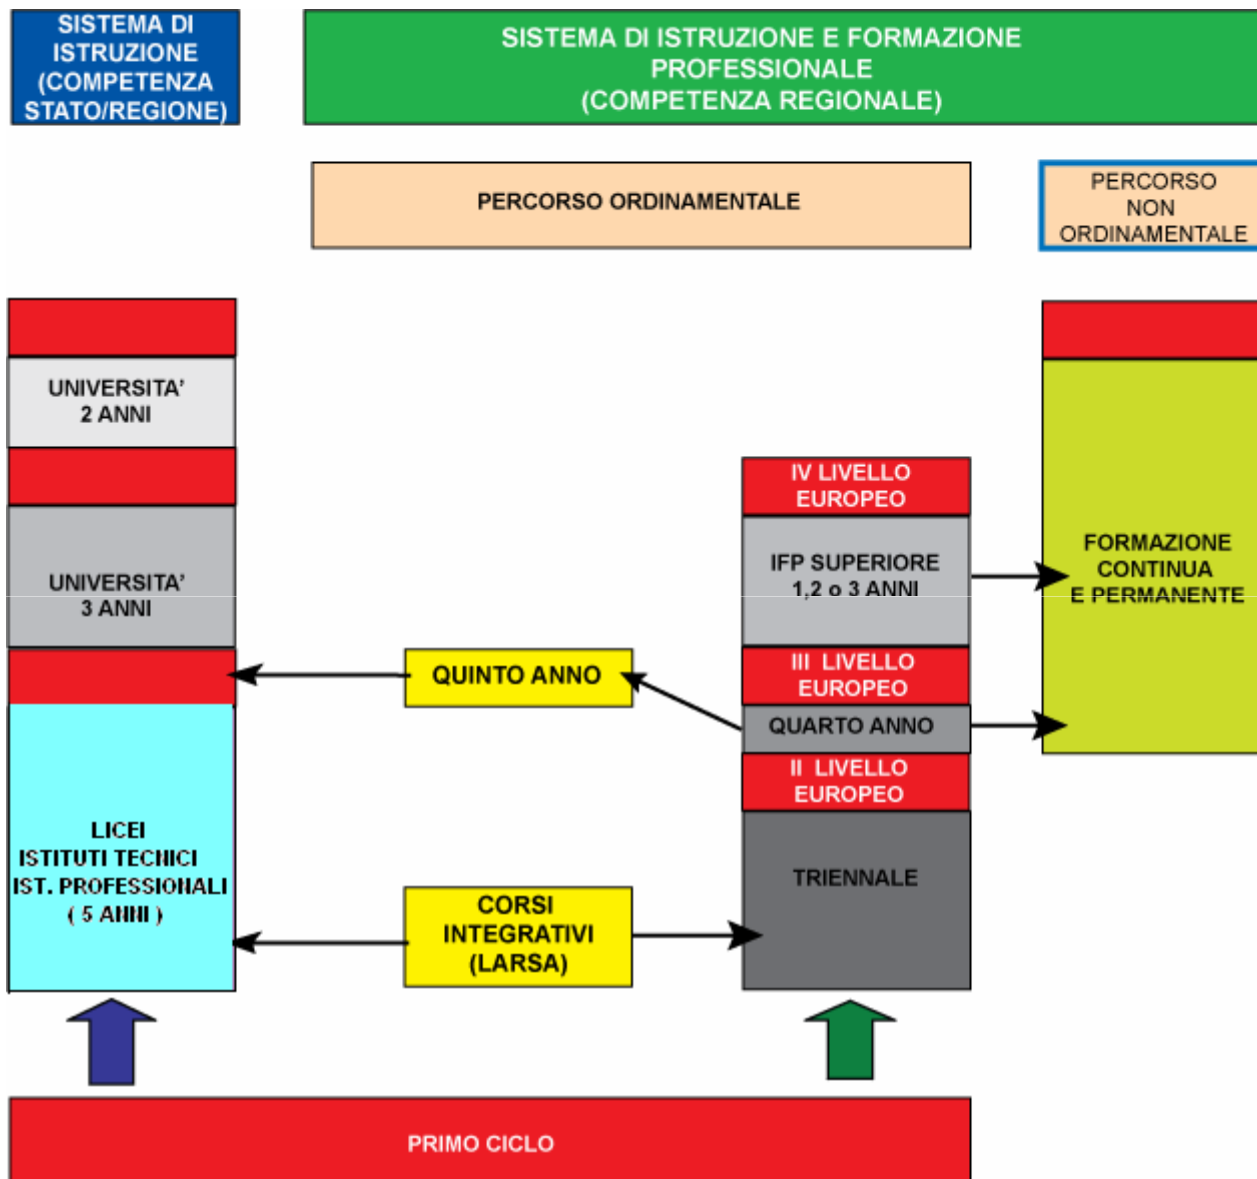 SISTEMA DI
ISTRUZIONE
(COMPETENZA
STATO/REGIONE)
SISTEMA DI ISTRUZIONE E FORMAZIONE
PROFESSIONALE
(COMPETENZA REGIONALE)
PERCORSO ORDINAMENTALE
PERCORSO
NON
ORDINAMENTALE
UNIVERSITA’
2 ANNI
UNIVERSITA’
3 ANNI
LICEI
ISTITUTI TECNICI
IST. PROFESSIONALI
( 5 ANNI )
QUINTO ANNO
CORSI
INTEGRATIVI
(LARSA)
IV LIVELLO
EUROPEO
IFP SUPERIORE
1,2 o 3 ANNI
III LIVELLO
EUROPEO
QUARTO ANNO
II LIVELLO
EUROPEO
TRIENNALE
FORMAZIONE
CONTINUA
E PERMANENTE
PRIMO CICLO